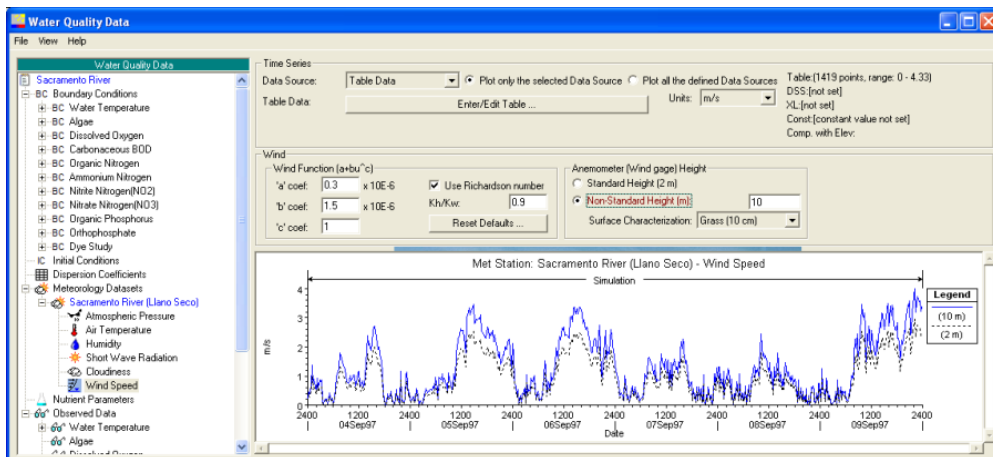 Water Quality Data
File View Help
Water Quality Data
Sacramento River
BC Boundary Conditions
BC Water Temperature
BC Algae
BC Dissolved Oxygen
BC Carbonaceous BOD
BC Organic Nitrogen
BC Ammonium Nitrogen
BC Nitrite Nitrogen(NO2)
BC Nitrate Nitrogen(NO3)
BC Organic Phosphorus
BC Orthophosphate
BC Dye Study
IC Initial Conditions
Dispersion Coefficients
Meteorology Datasets
Sacramento River (Llano Seco)
Atmospheric Pressure
Air Temperature
Humidity
Short Wave Radiation
Cloudiness
Wind Speed
Nutrient Parameters
Observed Data
Water Temperature
Algae
Dissolved Oxygen
Time Series
Data Source: Table Data Plot only the selected Data Source Plot all the defined Data Sources
Table Data: Enter/Edit Table ... Units: m/s
Table:(1419 points, range: 0 - 4.33)
DSS:[not set]
XL:[not set]
Const:[constant value not set]
Comp. with Elev:
Wind
Wind Function (a+bu^c)
'a' coef: 0.3 x 10E-6 Use Richardson number
'b' coef: 1.5 x 10E-6 Kh/Kw: 0.9
'c' coef: 1 Reset Defaults ...
Anemometer (Wind gage) Height
Standard Height (2 m)
Non-Standard Height (m): 10
Surface Characterization: Grass (10 cm)
Met Station: Sacramento River (Llano Seco) - Wind Speed
Simulation
4
3
2
1
0
m/s
2400 1200 2400 1200 2400 1200 2400 1200 2400 1200 2400 1200 2400
04Sep97 05Sep97 06Sep97 07Sep97 08Sep97 09Sep97
Date
Legend
(10 m)
(2 m)